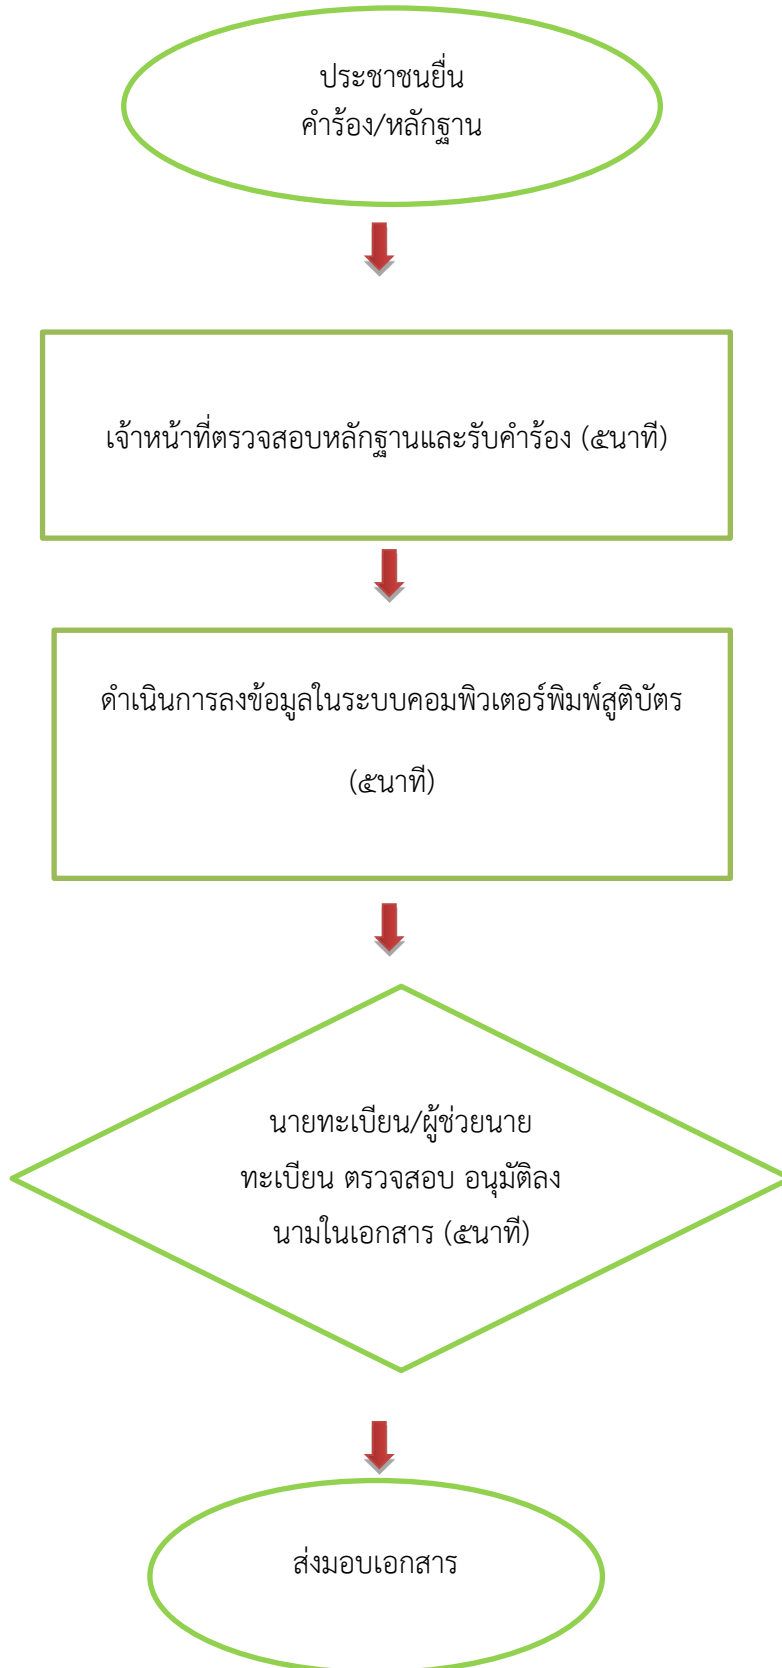 ประชาชนยื่น
คำร้อง/หลักฐาน
เจ้าหน้าที่ตรวจสอบหลักฐานและรับคำร้อง (๕นาที)
ดำเนินการลงข้อมูลในระบบคอมพิวเตอร์พิมพ์สูติบัตร
(๕นาที)
นายทะเบียน/ผู้ช่วยนาย
ทะเบียน ตรวจสอบ อนุมัติลง
นามในเอกสาร (๕นาที)
ส่งมอบเอกสาร